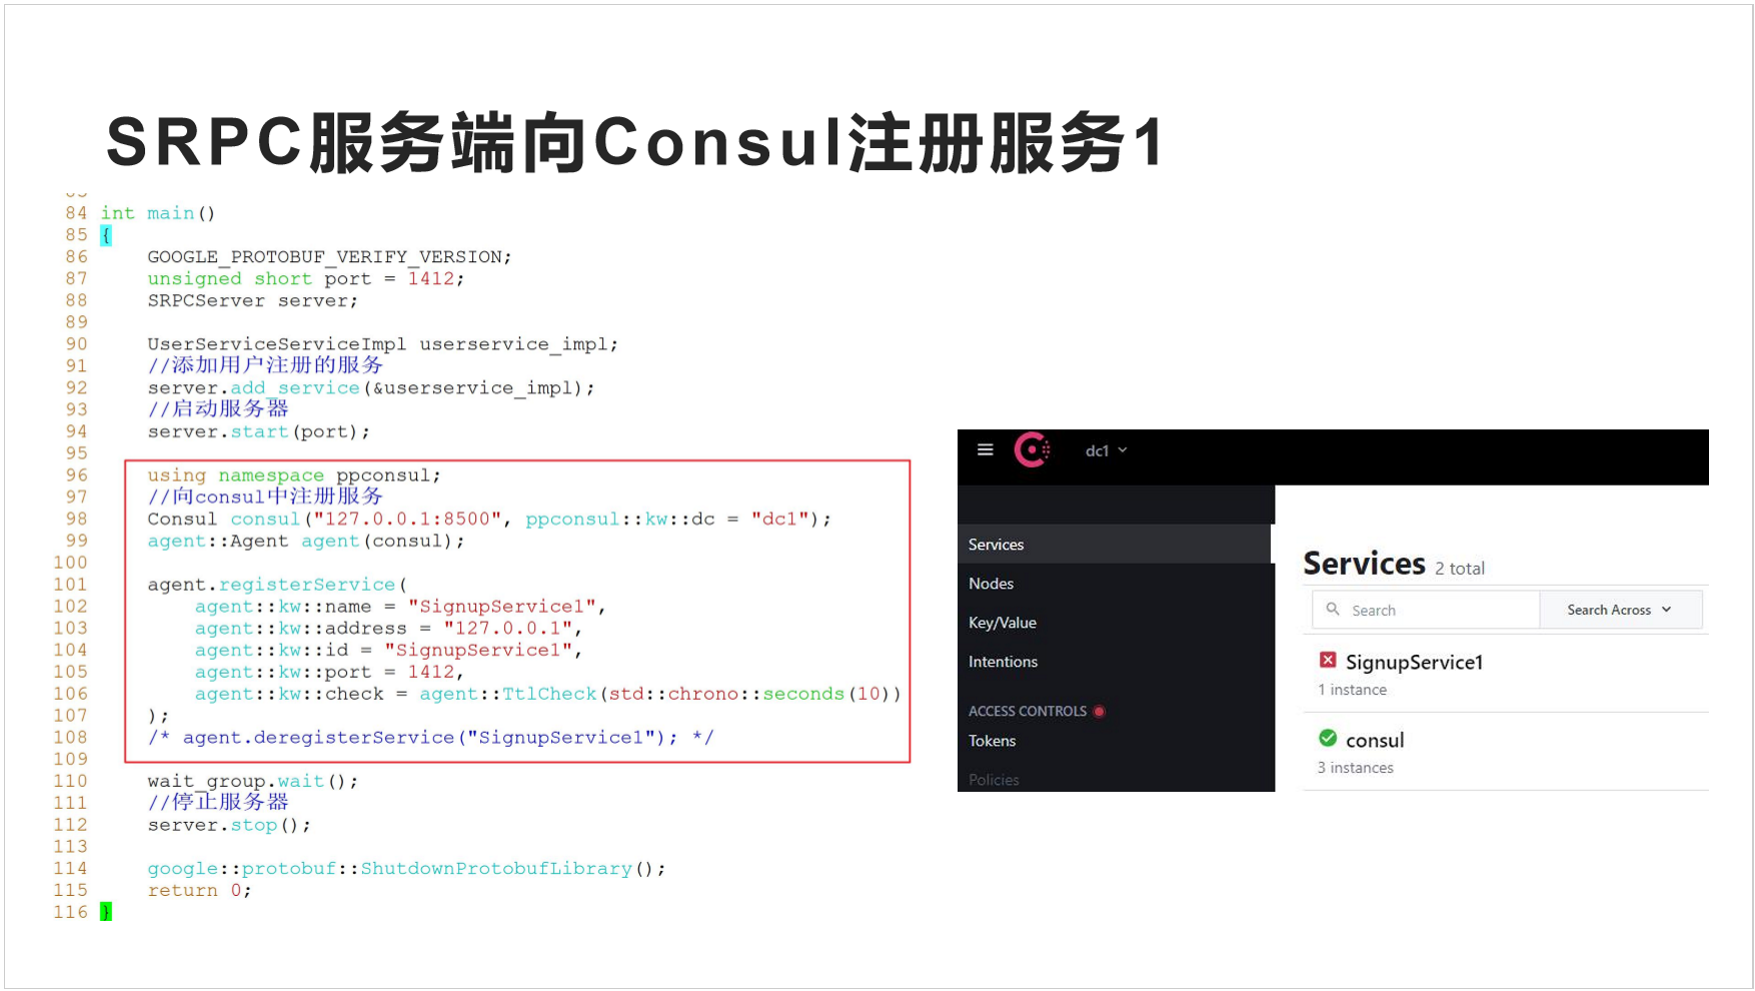 SRPC服务端向Consul注册服务1
84 int main()
85 {
86     GOOGLE_PROTOBUF_VERIFY_VERSION;
87     unsigned short port = 1412;
88     SRPCServer server;
89
90     UserServiceServiceImpl userservice_impl;
91     //添加用户注册的服务
92     server.add_service(&userservice_impl);
93     //启动服务器
94     server.start(port);
95
96     using namespace ppconsul;
97     //向consul中注册服务
98     Consul consul("127.0.0.1:8500", ppconsul::kw::dc = "dc1");
99     agent::Agent agent(consul);
100
101     agent.registerService(
102         agent::kw::name = "SignupService1",
103         agent::kw::address = "127.0.0.1",
104         agent::kw::id = "SignupService1",
105         agent::kw::port = 1412,
106         agent::kw::check = agent::TtlCheck(std::chrono::seconds(10))
107     );
108     /* agent.deregisterService("SignupService1"); */
109
110     wait_group.wait();
111     //停止服务器
112     server.stop();
113
114     google::protobuf::ShutdownProtobufLibrary();
115     return 0;
116 }
dc1
Services
Nodes
Key/Value
Intentions
ACCESS CONTROLS
Tokens
Policies
Services 2 total
Search
Search Across
SignupService1
1 instance
consul
3 instances